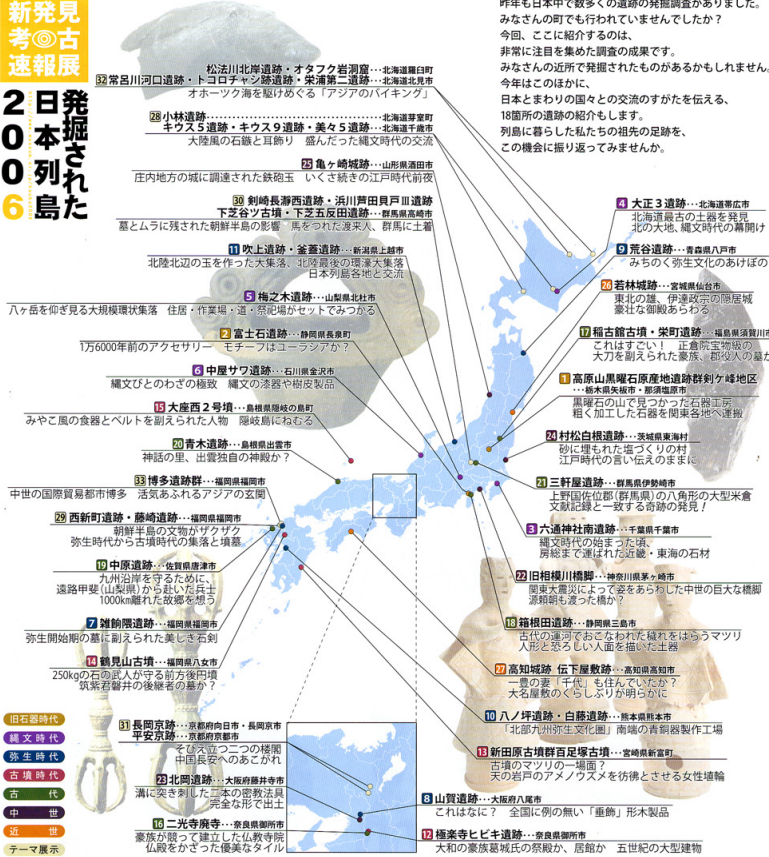 新発見
考古
速報展
発掘された
日本列島
2006
昨年も日本中で数多くの遺跡の発掘調査がありました。
みなさんの町でも行われていませんでしたか？
今回、ここに紹介するのは、
非常に注目を集めた調査の成果です。
みなさんの近所で発掘されたものがあるかもしれません。
今年はこのほかに、
日本とまわりの国々との交流のすがたを伝える、
18箇所の遺跡の紹介もします。
列島に暮らした私たちの祖先の足跡を、
この機会に振り返ってみませんか。
松法川北岸遺跡・オタフク岩洞窟…北海道羅臼町
32 常呂川河口遺跡・トコロチャシ跡遺跡・栄浦第二遺跡…北海道北見市
オホーツク海を駆けめぐる「アジアのバイキング」
28 小林遺跡…北海道芽室町
キウス5遺跡・キウス9遺跡・美々5遺跡…北海道千歳市
大陸風の石鏃と耳飾り 盛んだった縄文時代の交流
25 亀ヶ崎城跡…山形県酒田市
庄内地方の城に調達された鉄砲玉 いくさ続きの江戸時代前夜
30 剣崎長瀞西遺跡・浜川芦田貝戸Ⅲ遺跡
下芝谷ツ古墳・下芝五反田遺跡…群馬県高崎市
墓とムラに残された朝鮮半島の影響 馬をつれた渡来人、群馬に土着
11 吹上遺跡・釜蓋遺跡…新潟県上越市
北陸北辺の玉を作った大集落、北陸最後の環濠大集落
日本列島各地と交流
5 梅之木遺跡…山梨県北杜市
八ヶ岳を仰ぎ見る大規模環状集落 住居・作業場・道・祭祀場がセットでみつかる
2 富士石遺跡…静岡県長泉町
1万6000年前のアクセサリー モチーフはユーラシアか？
6 中屋サワ遺跡…石川県金沢市
縄文びとのわざの極致 縄文の漆器や樹皮製品
15 大座西2号墳…島根県隠岐の島町
みやこ風の食器とベルトを副えられた人物 隠岐島にねむる
20 青木遺跡…島根県出雲市
神話の里、出雲独自の神殿か？
33 博多遺跡群…福岡県福岡市
中世の国際貿易都市博多 活気あふれるアジアの玄関
29 西新町遺跡・藤崎遺跡…福岡県福岡市
朝鮮半島の文物がザクザク
弥生時代から古墳時代の集落と墳墓
19 中原遺跡…佐賀県唐津市
九州沿岸を守るために、
遠路甲斐（山梨県）から赴いた兵士
1000km離れた故郷を想う
7 雑餉隈遺跡…福岡県福岡市
弥生開始期の墓に副えられた美しき石剣
14 鶴見山古墳…福岡県八女市
250kgの石の武人が守る前方後円墳
筑紫君磐井の後継者の墓か？
31 長岡京跡…京都府向日市・長岡京市
平安京跡…京都府京都市
そびえ立つ二つの楼閣
中国長安へのあこがれ
23 北岡遺跡…大阪府藤井寺市
溝に突き刺した二本の密教法具
完全な形で出土
16 二光寺廃寺…奈良県御所市
豪族が競って建立した仏教寺院
仏殿をかざった優美なタイル
4 大正3遺跡…北海道帯広市
北海道最古の土器を発見
北の大地、縄文時代の幕開け
9 荒谷遺跡…青森県八戸市
みちのく弥生文化のあけぼの
26 若林城跡…宮城県仙台市
東北の雄、伊達政宗の隠居城
豪壮な御殿あらわる
17 稲古舘古墳・栄町遺跡…福島県須賀川市
これはすごい！ 正倉院宝物級の
大刀を副えられた豪族、郡役人の墓か
1 高原山黒曜石原産地遺跡群剣ヶ峰地区
…栃木県矢板市・那須塩原市
黒曜石の山で見つかった石器工房
粗く加工した石器を関東各地へ運搬
24 村松白根遺跡…茨城県東海村
砂に埋もれた塩づくりの村
江戸時代の言い伝えのままに
21 三軒屋遺跡…群馬県伊勢崎市
上野国佐位郡（群馬県）の八角形の大型米倉
文献記録と一致する奇跡の発見！
3 六通神社南遺跡…千葉県千葉市
縄文時代の始まった頃、
房総まで運ばれた近畿・東海の石材
22 旧相模川橋脚…神奈川県茅ヶ崎市
関東大震災によって姿をあらわした中世の巨大な橋脚
源頼朝も渡った橋か？
18 箱根田遺跡…静岡県三島市
古代の運河でおこなわれた穢れをはらうマツリ
人形と恐ろしい人面を描いた土器
27 高知城跡 伝下屋敷跡…高知県高知市
一豊の妻「千代」も住んでいたか？
大名屋敷のくらしぶりが明らかに
10 八ノ坪遺跡・白藤遺跡…熊本県熊本市
「北部九州弥生文化圏」南端の青銅器製作工場
13 新田原古墳群百足塚古墳…宮崎県新富町
古墳のマツリの一場面？
天の岩戸のアメノウズメを彷彿とさせる女性埴輪
8 山賀遺跡…大阪府八尾市
これはなに？ 全国に例の無い「垂飾」形木製品
12 極楽寺ヒビキ遺跡…奈良県御所市
大和の豪族葛城氏の祭殿か、居館か 五世紀の大型建物
旧石器時代
縄文時代
弥生時代
古墳時代
古代
中世
近世
テーマ展示